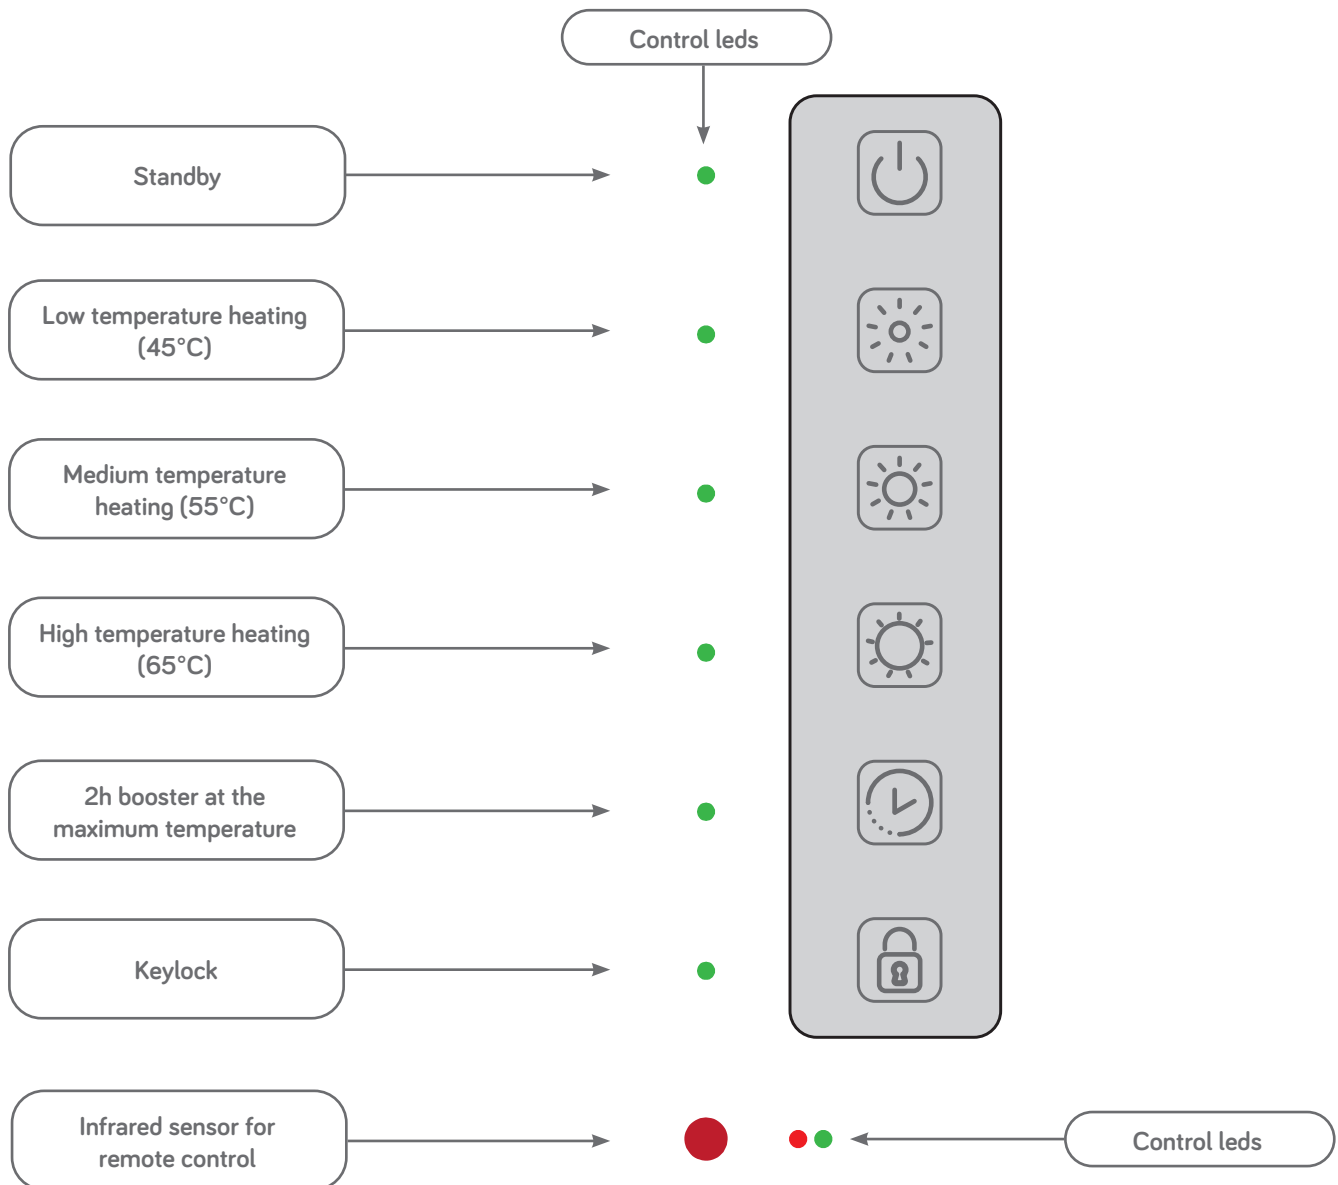 Control leds
Standby
Low temperature heating
(45°C)
Medium temperature
heating (55°C)
High temperature heating
(65°C)
2h booster at the
maximum temperature
Keylock
Infrared sensor for
remote control
Control leds